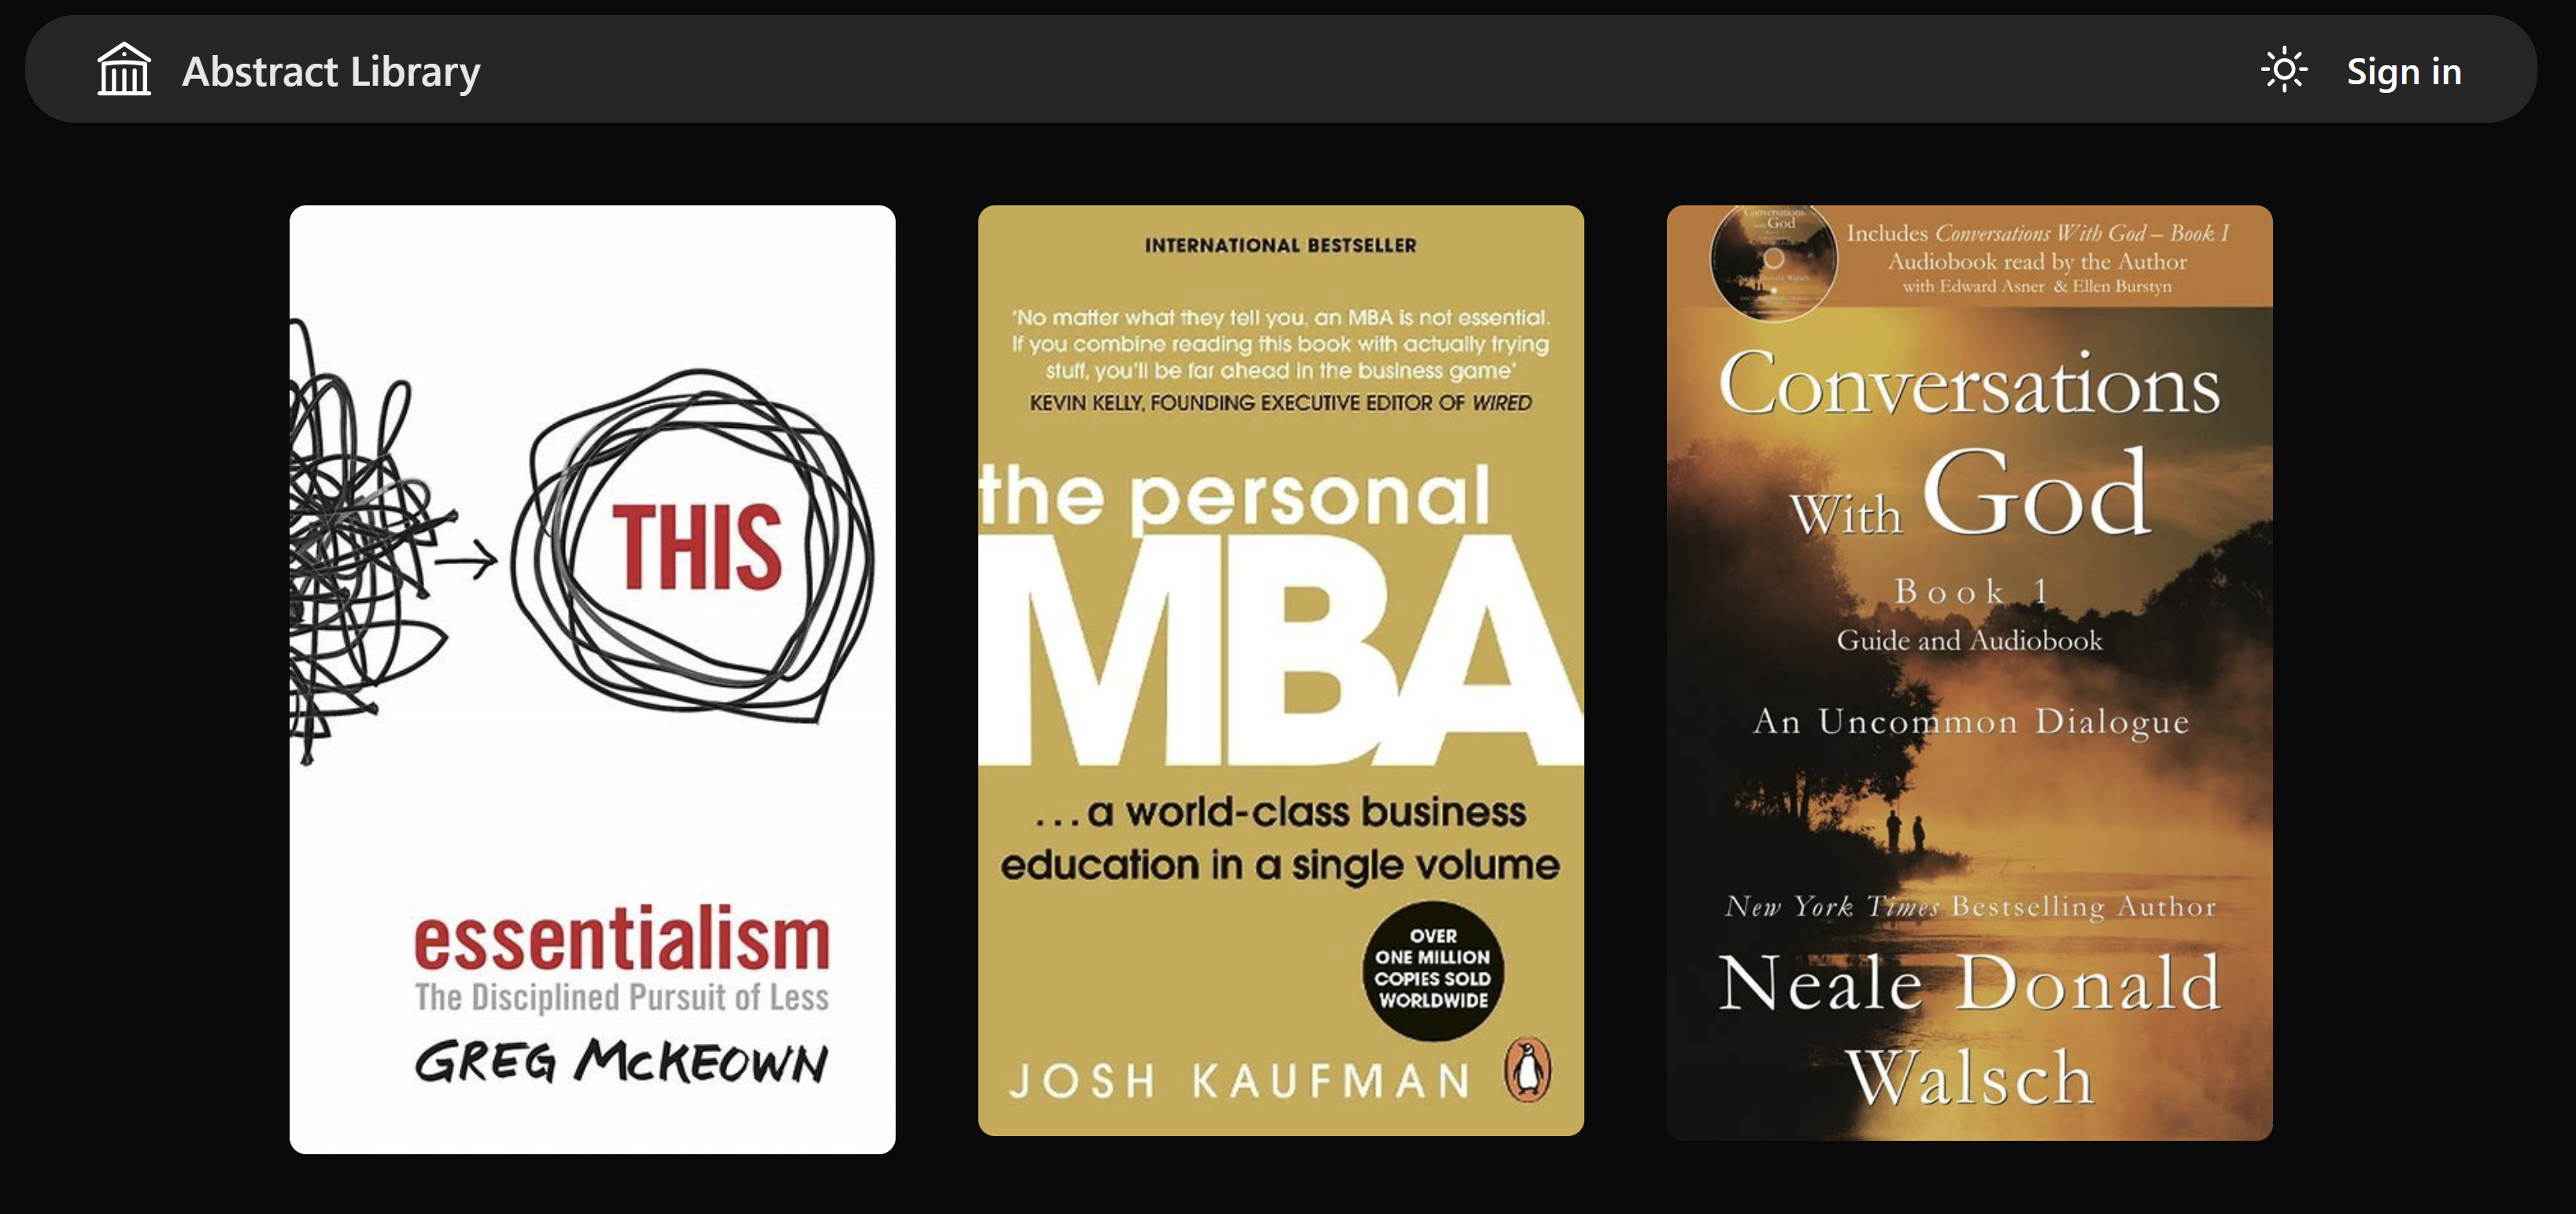 Abstract Library
Sign in
THIS
essentialism
The Disciplined Pursuit of Less
GREG McKEOWN
INTERNATIONAL BESTSELLER
'No matter what they tell you, an MBA is not essential.
If you combine reading this book with actually trying
stuff, you'll be far ahead in the business game'
KEVIN KELLY, FOUNDING EXECUTIVE EDITOR OF WIRED
the personal
MBA
...a world-class business
education in a single volume
OVER
ONE MILLION
COPIES SOLD
WORLDWIDE
JOSH KAUFMAN
Conversations
with God
Includes Conversations With God – Book I
Audiobook read by the Author
with Edward Asner & Ellen Burstyn
Conversations
With God
Book 1
Guide and Audiobook
An Uncommon Dialogue
New York Times Bestselling Author
Neale Donald
Walsch